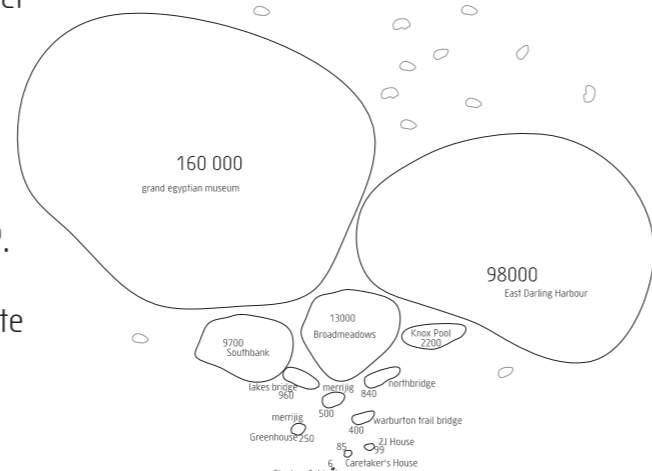 160 000
grand egyptian museum
98000
East Darling Harbour
13000
Broadmeadows
9700
Southbank
Knox Pool
2200
lakes bridge
960
merrijig
500
840
northbridge
merrijig
Greenhouse 250
400
warburton trail bridge
85
2J House
99
6
Caretaker's House
te